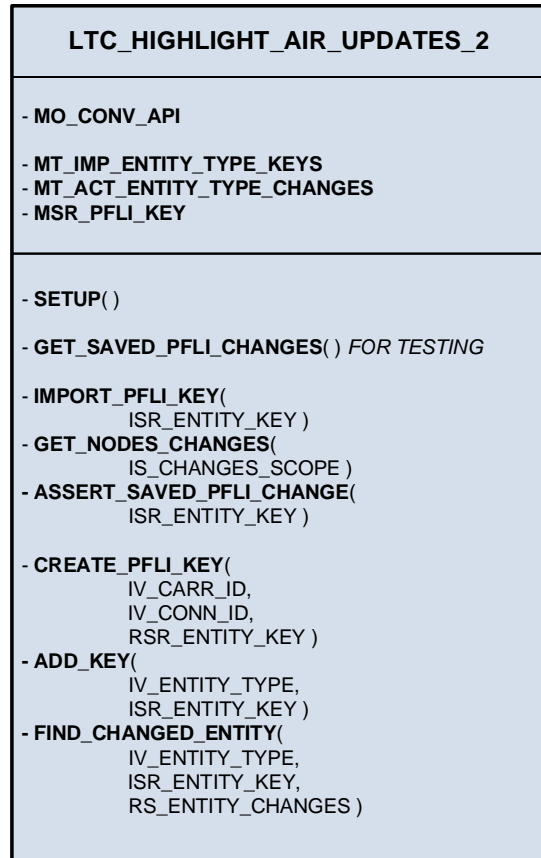 LTC_HIGHLIGHT_AIR_UPDATES_2
- MO_CONV_API
- MT_IMP_ENTITY_TYPE_KEYS
- MT_ACT_ENTITY_TYPE_CHANGES
- MSR_PFLI_KEY
- SETUP( )
- GET_SAVED_PFLI_CHANGES( ) FOR TESTING
- IMPORT_PFLI_KEY(
ISR_ENTITY_KEY )
- GET_NODES_CHANGES(
IS_CHANGES_SCOPE )
- ASSERT_SAVED_PFLI_CHANGE(
ISR_ENTITY_KEY )
- CREATE_PFLI_KEY(
IV_CARR_ID,
IV_CONN_ID,
RSR_ENTITY_KEY )
- ADD_KEY(
IV_ENTITY_TYPE,
ISR_ENTITY_KEY )
- FIND_CHANGED_ENTITY(
IV_ENTITY_TYPE,
ISR_ENTITY_KEY,
RS_ENTITY_CHANGES )